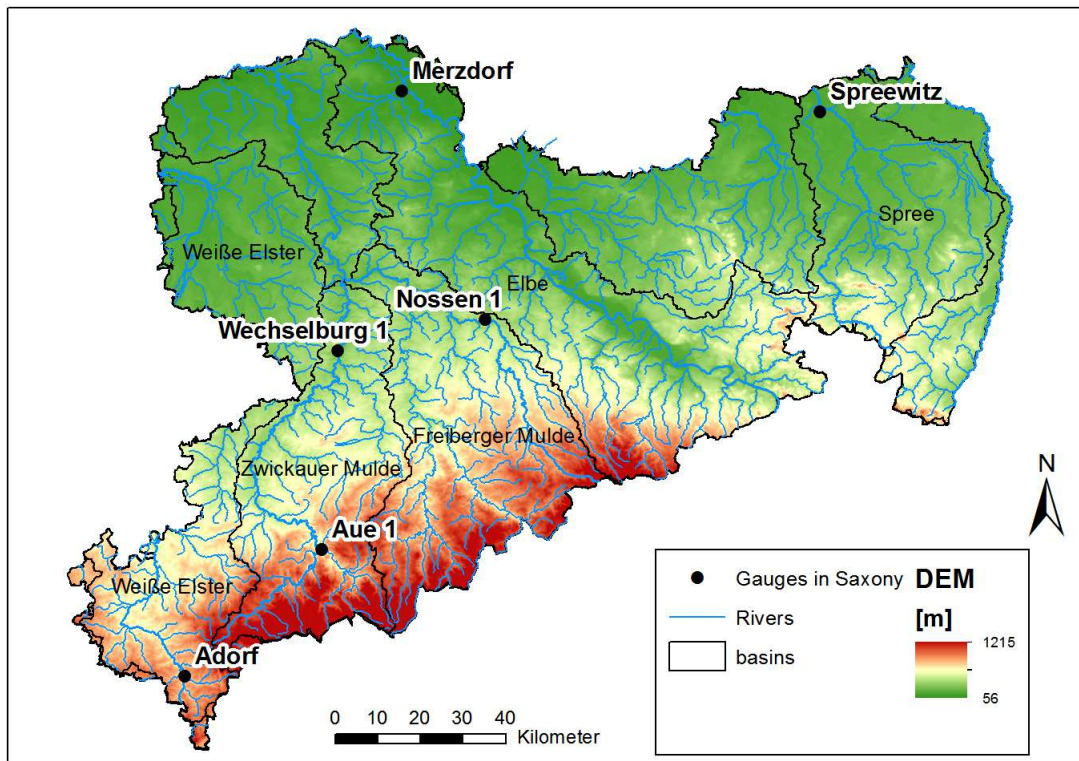 Merzdorf
Spreewitz
Spree
Weiße Elster
Elbe
Nossen 1
Wechselburg 1
Freiberger Mulde
Zwickauer Mulde
Aue 1
Weiße Elster
Adorf
N
0 10 20 30 40
Kilometer
Gauges in Saxony
Rivers
basins
DEM
[m]
1215
56